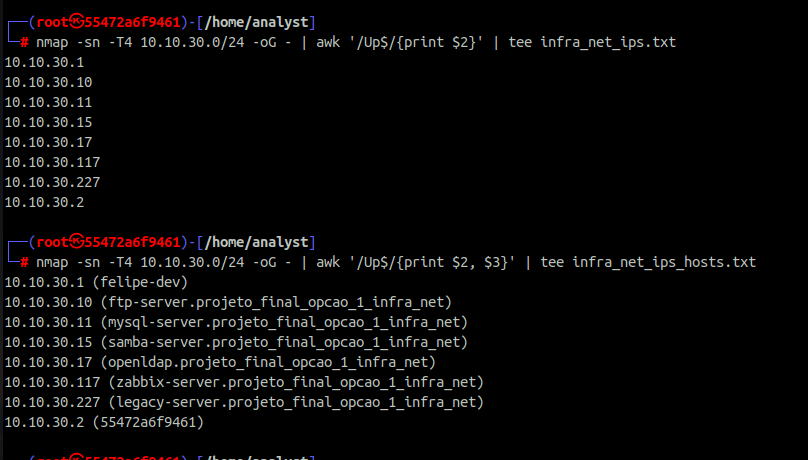 ┌──(root㉿55472a6f9461)-[/home/analyst]
└─# nmap -sn -T4 10.10.30.0/24 -oG - | awk '/Up$/{print $2}' | tee infra_net_ips.txt
10.10.30.1
10.10.30.10
10.10.30.11
10.10.30.15
10.10.30.17
10.10.30.117
10.10.30.227
10.10.30.2
┌──(root㉿55472a6f9461)-[/home/analyst]
└─# nmap -sn -T4 10.10.30.0/24 -oG - | awk '/Up$/{print $2, $3}' | tee infra_net_ips_hosts.txt
10.10.30.1 (felipe-dev)
10.10.30.10 (ftp-server.projeto_final_opcao_1_infra_net)
10.10.30.11 (mysql-server.projeto_final_opcao_1_infra_net)
10.10.30.15 (samba-server.projeto_final_opcao_1_infra_net)
10.10.30.17 (openldap.projeto_final_opcao_1_infra_net)
10.10.30.117 (zabbix-server.projeto_final_opcao_1_infra_net)
10.10.30.227 (legacy-server.projeto_final_opcao_1_infra_net)
10.10.30.2 (55472a6f9461)
┌──(root㉿55472a6f9461)-[/home/analyst]